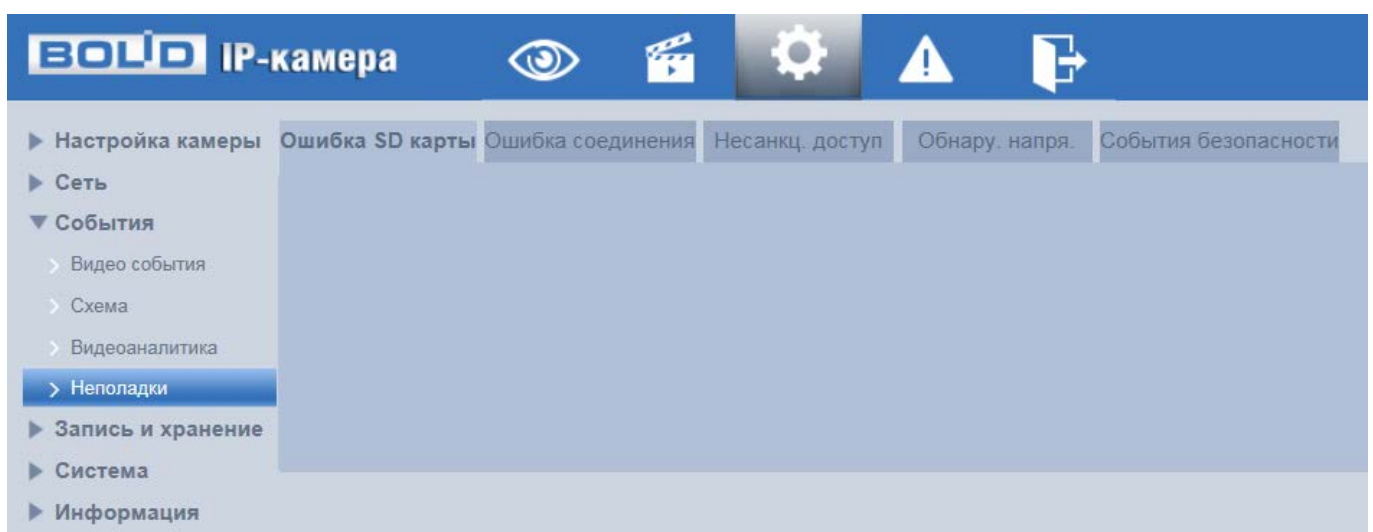 BOLID IP-камера
Настройка камеры Ошибка SD карты Ошибка соединения Несанкц. доступ Обнару. напря. События безопасности
Сеть
События
Видео события
Схема
Видеоаналитика
Неполадки
Запись и хранение
Система
Информация